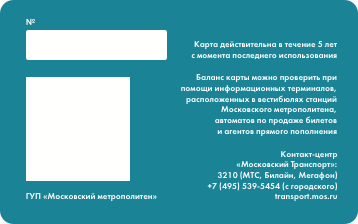 №
Карта действительна в течение 5 лет
с момента последнего использования
Баланс карты можно проверить при
помощи информационных терминалов,
расположенных в вестибюлях станций
Московского метрополитена,
автоматов по продаже билетов
и агентов прямого пополнения
Контакт-центр
«Московский Транспорт»:
3210 (МТС, Билайн, Мегафон)
+7 (495) 539-5454 (с городского)
transport.mos.ru
ГУП «Московский метрополитен»